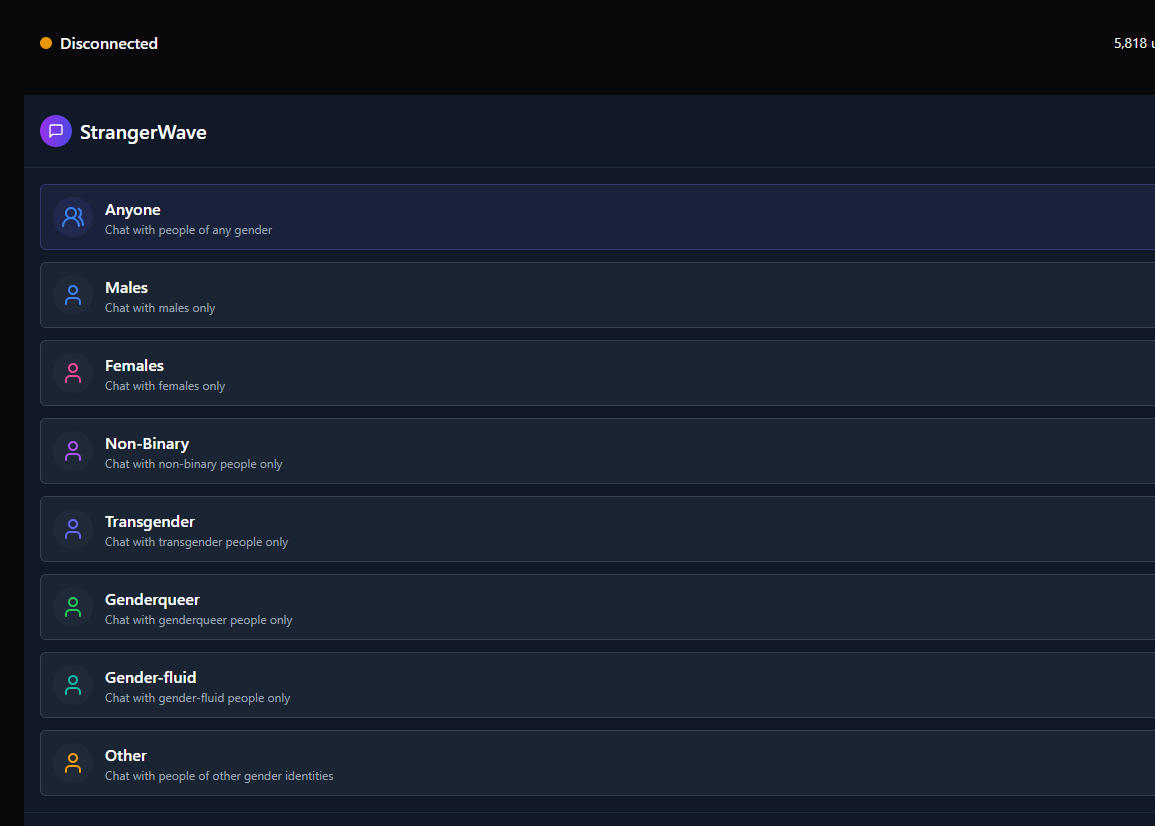 Disconnected
5,818
StrangerWave
Anyone
Chat with people of any gender
Males
Chat with males only
Females
Chat with females only
Non-Binary
Chat with non-binary people only
Transgender
Chat with transgender people only
Genderqueer
Chat with genderqueer people only
Gender-fluid
Chat with gender-fluid people only
Other
Chat with people of other gender identities